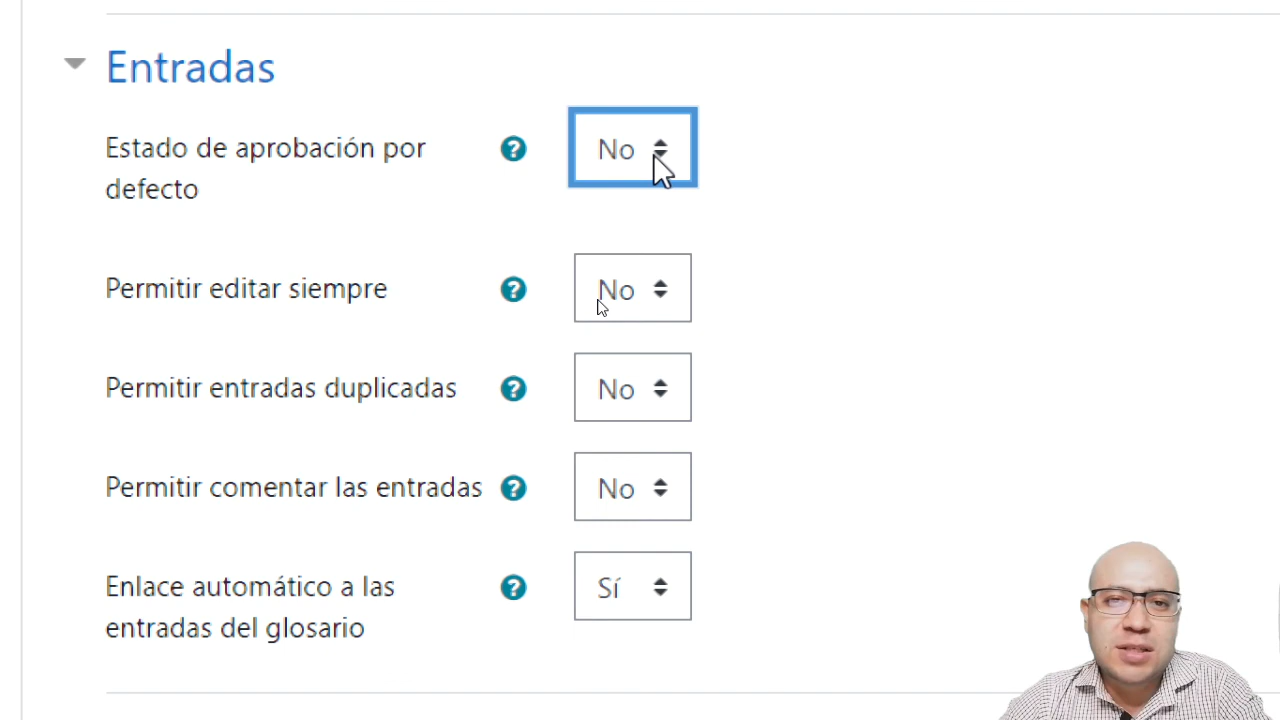 Entradas
Estado de aprobación por
defecto
No
Permitir editar siempre
No
Permitir entradas duplicadas
No
Permitir comentar las entradas
No
Enlace automático a las
entradas del glosario
Sí